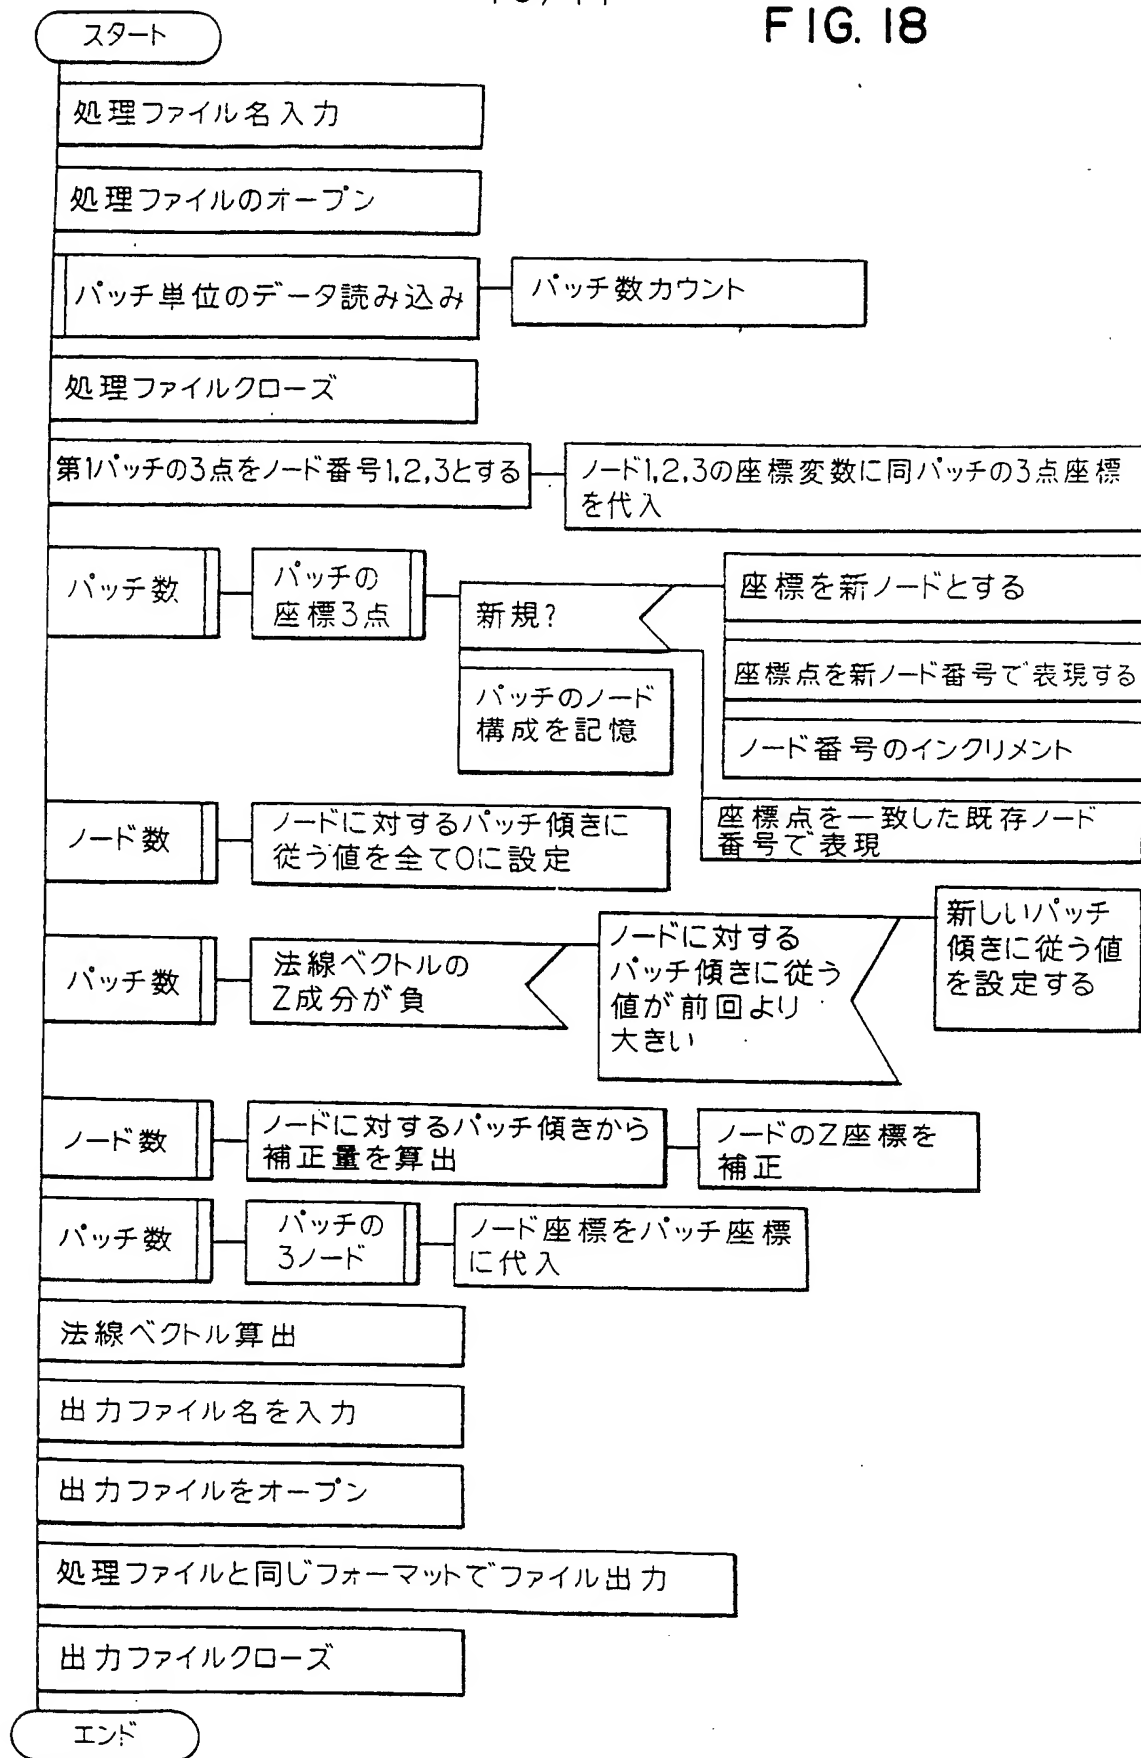 FIG. 18
スタート
処理ファイル名入力
処理ファイルのオープン
パッチ単位のデータ読み込み
パッチ数カウント
処理ファイルクローズ
第1パッチの3点をノード番号1,2,3とする
ノード1,2,3の座標変数に同パッチの3点座標
を代入
パッチ数
パッチの
座標3点
新規?
座標を新ノードとする
座標点を新ノード番号で表現する
ノード番号のインクリメント
座標点を一致した既存ノード
番号で表現
パッチのノード
構成を記憶
ノード数
ノードに対するパッチ傾きに
従う値を全て0に設定
パッチ数
法線ベクトルの
Z成分が負
ノードに対する
パッチ傾きに従う
値が前回より
大きい
新しいパッチ
傾きに従う値
を設定する
ノード数
ノードに対するパッチ傾きから
補正量を算出
ノードのZ座標を
補正
パッチ数
パッチの
3ノード
ノード座標をパッチ座標
に代入
法線ベクトル算出
出力ファイル名を入力
出力ファイルをオープン
処理ファイルと同じフォーマットでファイル出力
出力ファイルクローズ
エンド